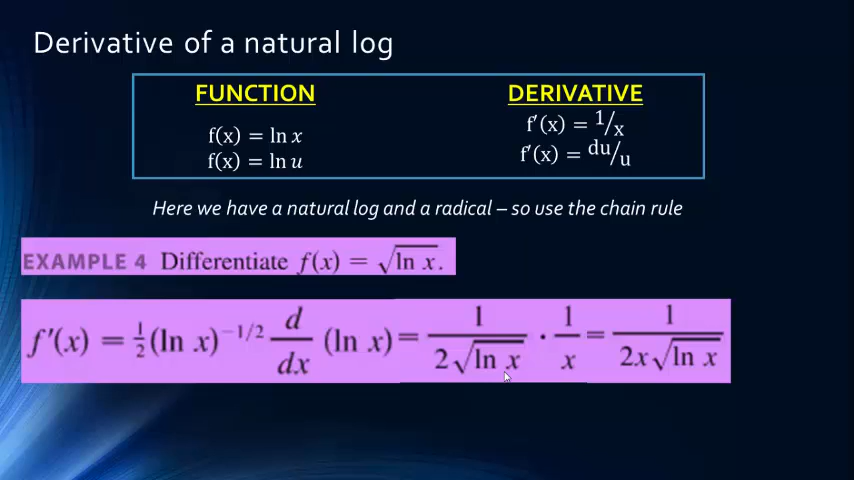 Derivative of a natural log
FUNCTION DERIVATIVE
f(x) = ln x f′(x) = 1/x
f(x) = ln u f′(x) = du/u
Here we have a natural log and a radical – so use the chain rule
EXAMPLE 4 Differentiate f(x) = √ln x.
f′(x) = ½(ln x)^−1/2 d/dx (ln x) = 1/2√ln x · 1/x = 1/2x√ln x